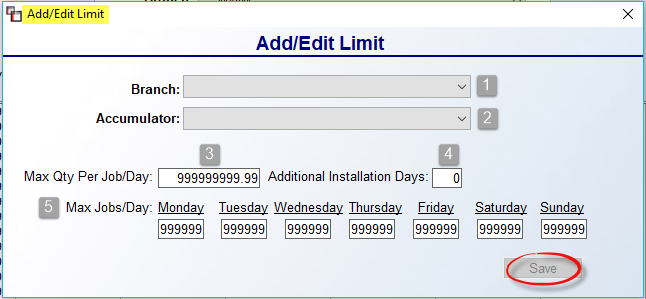 Add/Edit Limit
Add/Edit Limit
Branch: 1
Accumulator: 2
3 4
Max Qty Per Job/Day: 999999999.99 Additional Installation Days: 0
5 Max Jobs/Day: Monday Tuesday Wednesday Thursday Friday Saturday Sunday
999999 999999 999999 999999 999999 999999 999999
Save